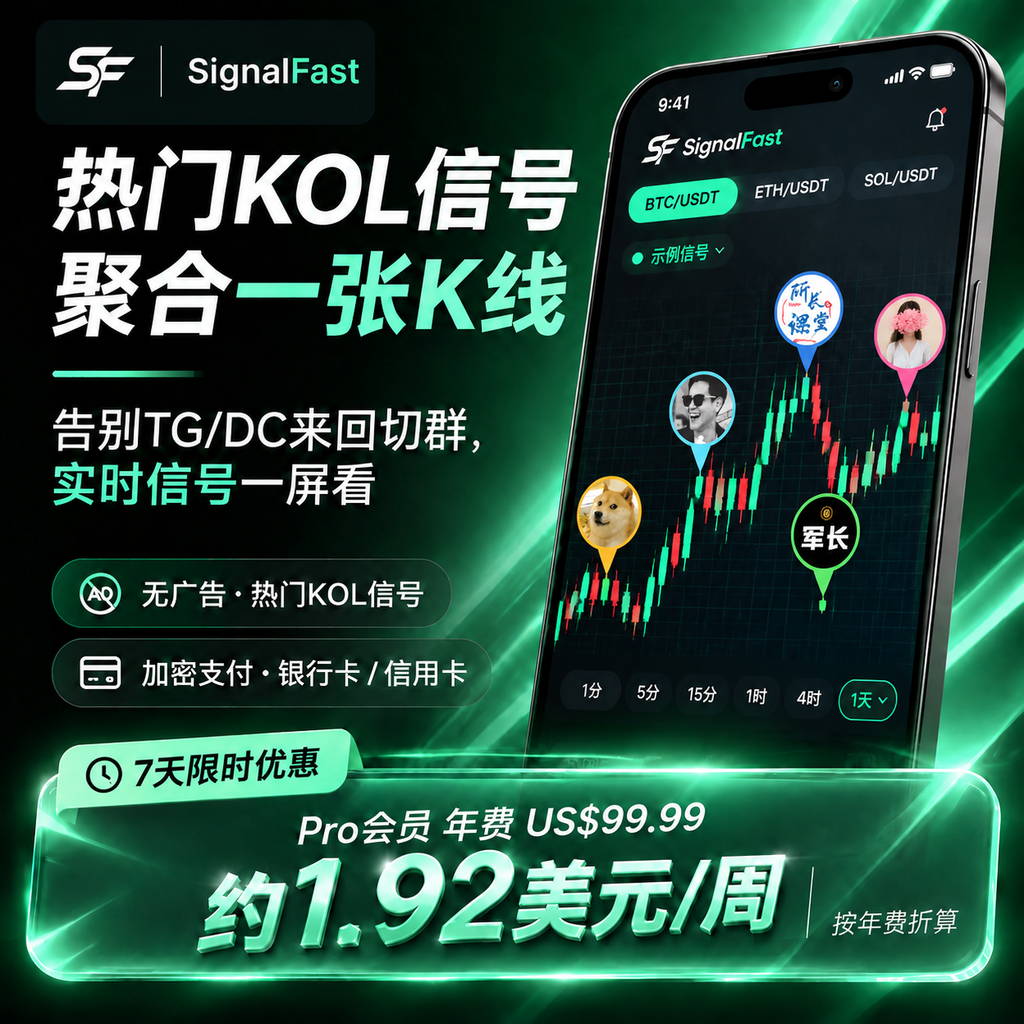 SF | SignalFast
热门KOL信号
聚合一张K线
告别TG/DC来回切群,
实时信号一屏看
AD 无广告·热门KOL信号
加密支付·银行卡 / 信用卡
9:41
SF SignalFast
BTC/USDT ETH/USDT SOL/USDT
示例信号
所长
课堂
军长
1分 5分 15分 1时 4时 1天
7天限时优惠
Pro会员 年费 US$99.99
约1.92美元/周
按年费折算